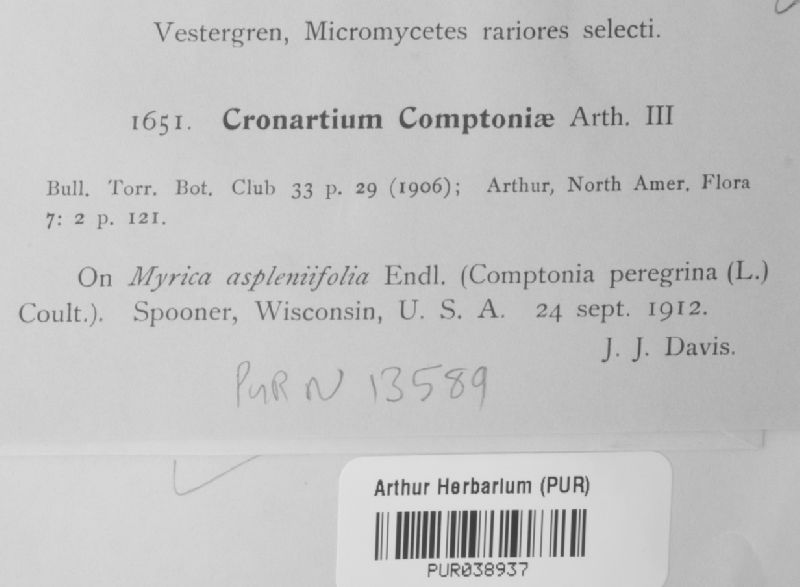 Vestergren, Micromycetes rariores selecti.
1651. Cronartium Comptoniæ Arth. III
Bull. Torr. Bot. Club 33 p. 29 (1906); Arthur, North Amer. Flora
7: 2 p. 121.
On Myrica aspleniifolia Endl. (Comptonia peregrina (L.)
Coult.). Spooner, Wisconsin, U. S. A. 24 sept. 1912.
J. J. Davis.
PUR N 13589
Arthur Herbarium (PUR)
PUR038937